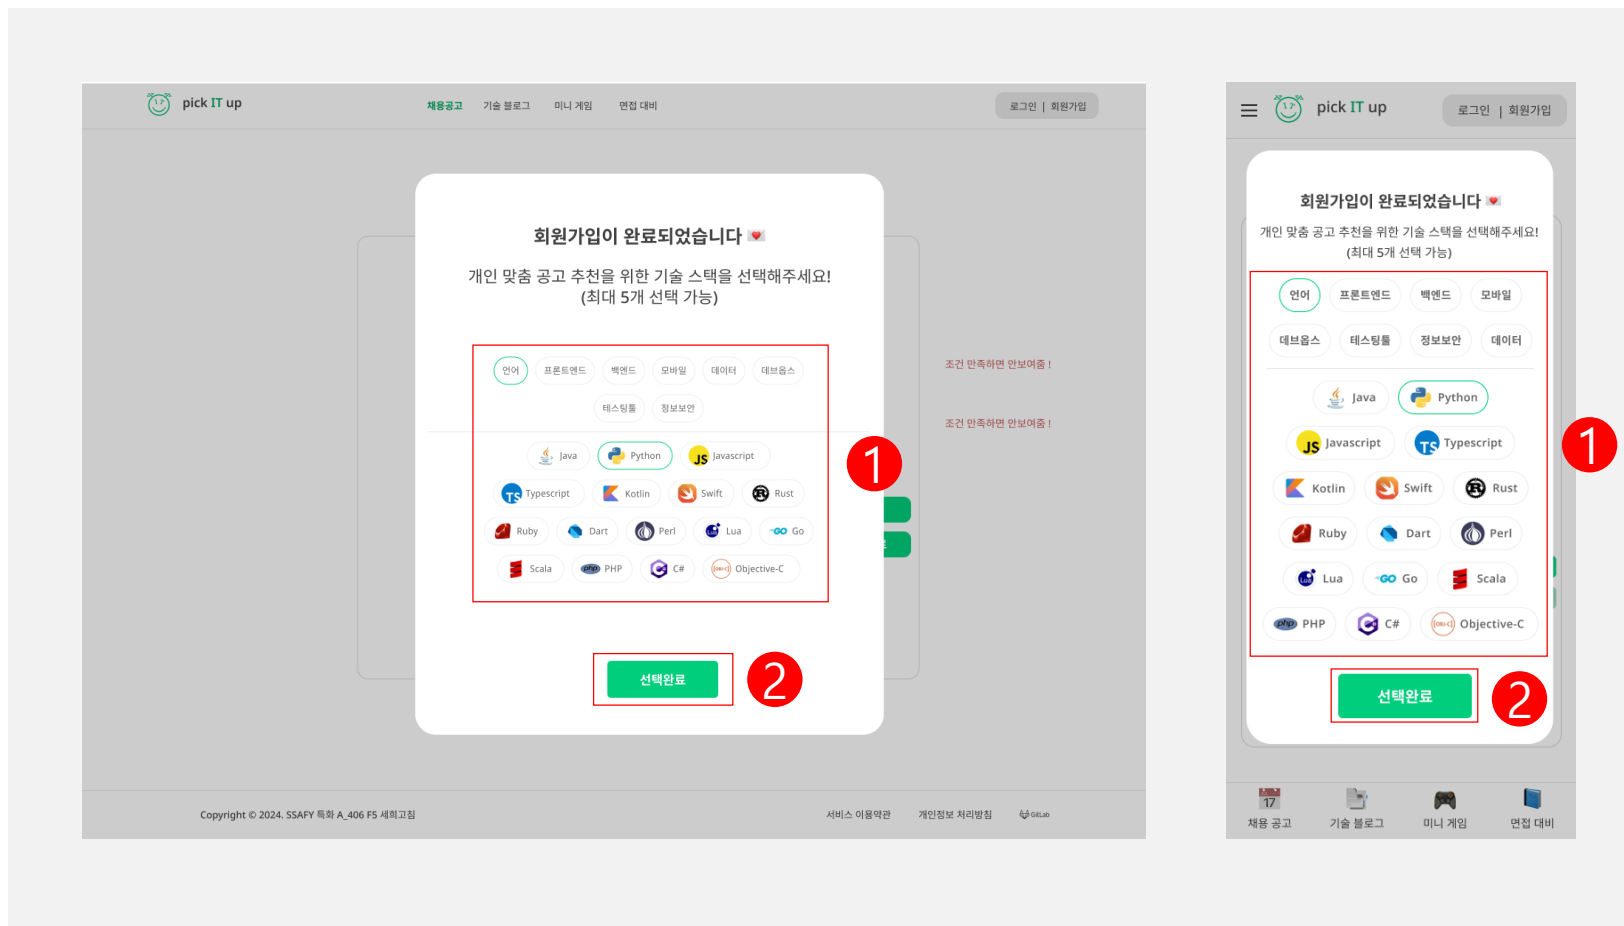 pick IT up
채용공고 기술 블로그 미니 게임 면접 대비
로그인 | 회원가입
회원가입이 완료되었습니다 💌
개인 맞춤 공고 추천을 위한 기술 스택을 선택해주세요!
(최대 5개 선택 가능)
언어 프론트엔드 백엔드 모바일 데이터 데브옵스
테스팅툴 정보보안
Java Python JS Javascript
TS Typescript Kotlin Swift Rust
Ruby Dart Perl Lua GO Go
Scala php PHP C# Objective-C
1
선택완료
2
조건 만족하면 안보여줌 !
조건 만족하면 안보여줌 !
Copyright © 2024. SSAFY 특화 A_406 F5 세희고침
서비스 이용약관 개인정보 처리방침 GitLab
pick IT up
로그인 | 회원가입
회원가입이 완료되었습니다 💌
개인 맞춤 공고 추천을 위한 기술 스택을 선택해주세요!
(최대 5개 선택 가능)
언어 프론트엔드 백엔드 모바일
데브옵스 테스팅툴 정보보안 데이터
Java Python
JS Javascript TS Typescript
Kotlin Swift Rust
Ruby Dart Perl
Lua Lua GO Go Scala
php PHP C# (OBJ-C) Objective-C
1
선택완료
2
17
채용 공고 기술 블로그 미니 게임 면접 대비